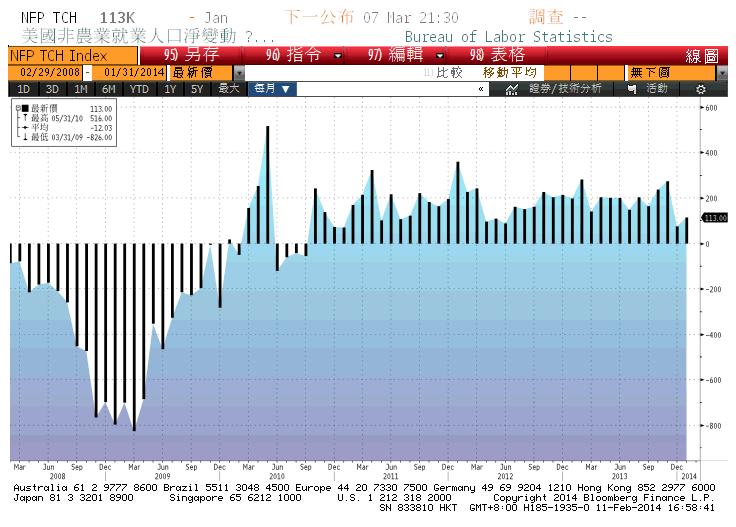 NFP TCH 113K - Jan 下一公布 07 Mar 21:30 調查 --
美國非農業就業人口淨變動 ?... Bureau of Labor Statistics
NFP TCH Index 95) 另存 96) 指令 97) 編輯 98) 表格 線圖
02/29/2008 - 01/31/2014 最新價 比較 移動平均 無下價
1D 3D 1M 6M YTD 1Y 5Y 最大 每月 ▼ « 證券/技術分析 活動
最新價 113.00
最高 05/31/10 516.00
平均 -12.03
最低 03/31/09 -826.00
600
400
200
113.00
0
-200
-400
-600
-800
Mar Jun Sep Dec Mar Jun Sep Dec Mar Jun Sep Dec Mar Jun Sep Dec Mar Jun Sep Dec Mar Jun Sep Dec
2008 2009 2010 2011 2012 2013 2014
Australia 61 2 9777 8600 Brazil 5511 3048 4500 Europe 44 20 7330 7500 Germany 49 69 9204 1210 Hong Kong 852 2977 6000
Japan 81 3 3201 8900 Singapore 65 6212 1000 U.S. 1 212 318 2000 Copyright 2014 Bloomberg Finance L.P.
SN 833810 HKT GMT+8:00 H185-1935-0 11-Feb-2014 16:58:41